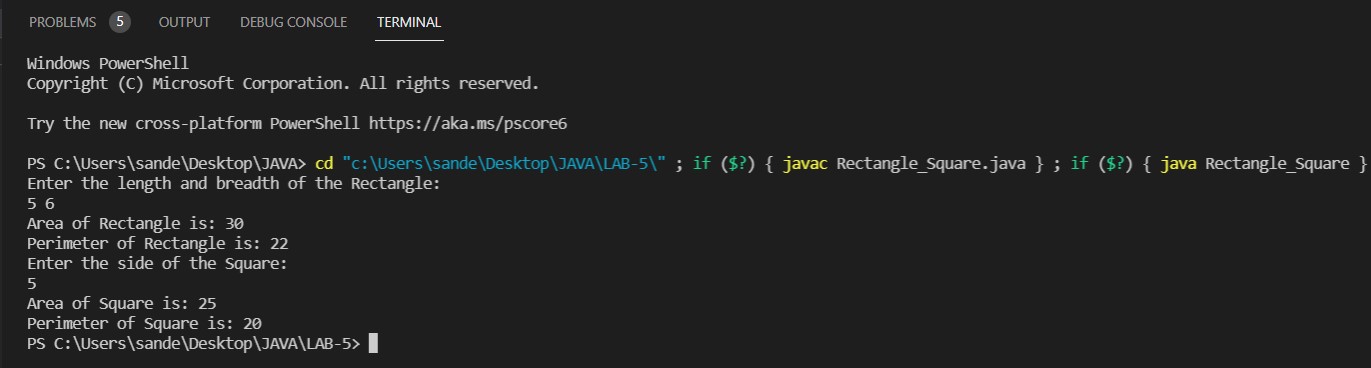 PROBLEMS 5 OUTPUT DEBUG CONSOLE TERMINAL
Windows PowerShell
Copyright (C) Microsoft Corporation. All rights reserved.
Try the new cross-platform PowerShell https://aka.ms/pscore6
PS C:\Users\sande\Desktop\JAVA> cd "c:\Users\sande\Desktop\JAVA\LAB-5\" ; if ($?) { javac Rectangle_Square.java } ; if ($?) { java Rectangle_Square }
Enter the length and breadth of the Rectangle:
5 6
Area of Rectangle is: 30
Perimeter of Rectangle is: 22
Enter the side of the Square:
5
Area of Square is: 25
Perimeter of Square is: 20
PS C:\Users\sande\Desktop\JAVA\LAB-5>